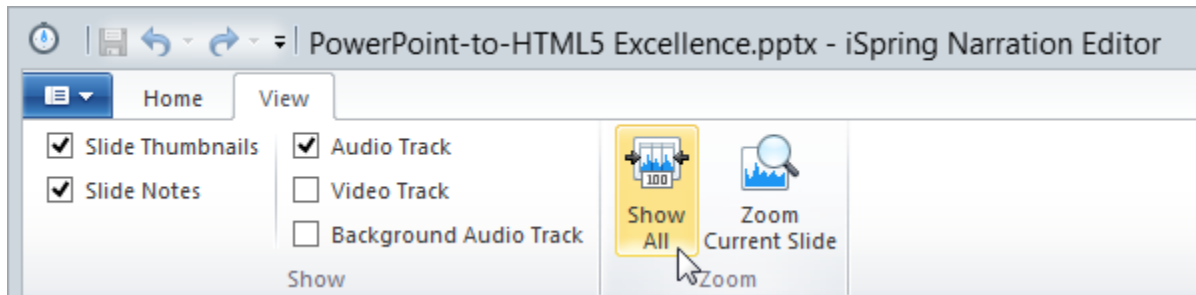 PowerPoint-to-HTML5 Excellence.pptx - iSpring Narration Editor
Home
View
Slide Thumbnails
Slide Notes
Audio Track
Video Track
Background Audio Track
Show
100
Show
All
Zoom
Current Slide
Zoom